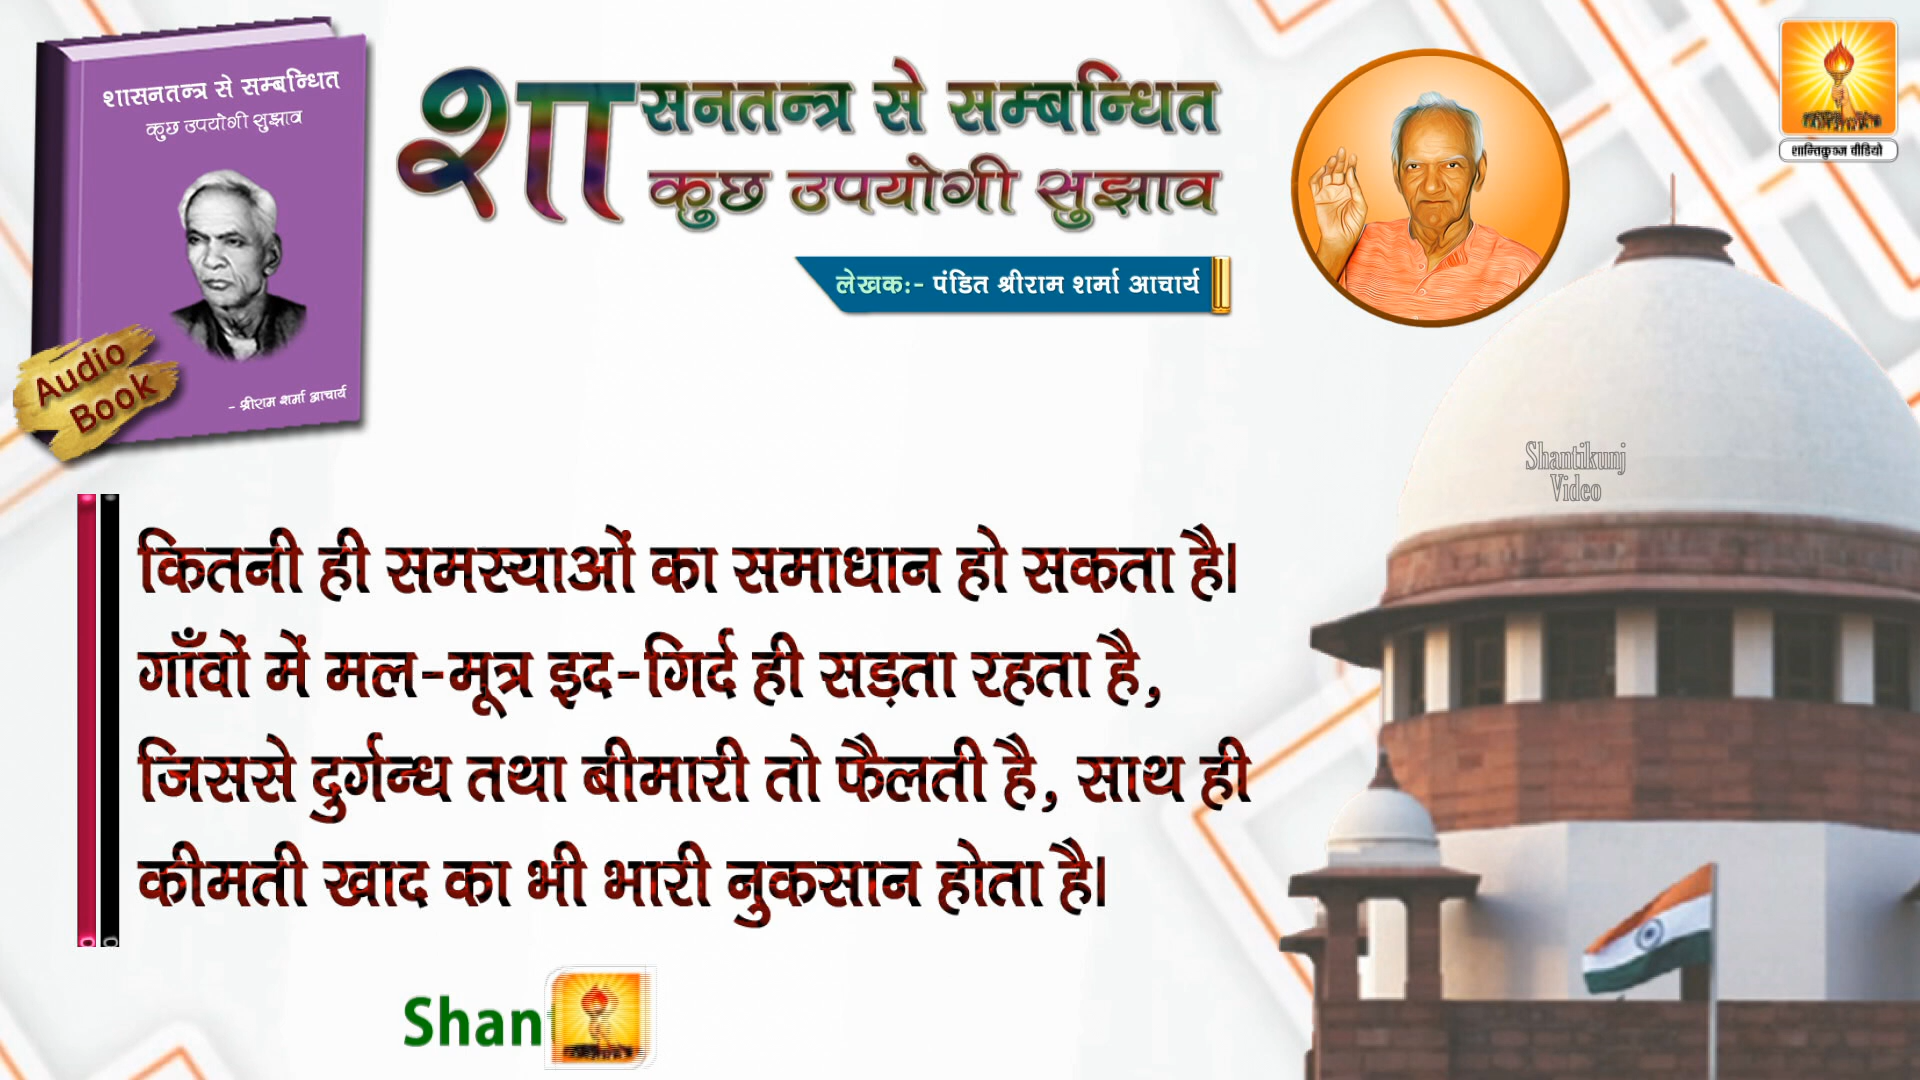 शासनतन्त्र से सम्बन्धित
कुछ उपयोगी सुझाव
Audio
Book
- श्रीराम शर्मा आचार्य
शासनतन्त्र से सम्बन्धित
कुछ उपयोगी सुझाव
लेखक:- पंडित श्रीराम शर्मा आचार्य
शान्तिकुञ्ज वीडियो
Shantikunj
Video
कितनी ही समस्याओं का समाधान हो सकता है।
गाँवों में मल-मूत्र इद-गिर्द ही सड़ता रहता है,
जिससे दुर्गन्ध तथा बीमारी तो फैलती है, साथ ही
कीमती खाद का भी भारी नुकसान होता है।
Shan